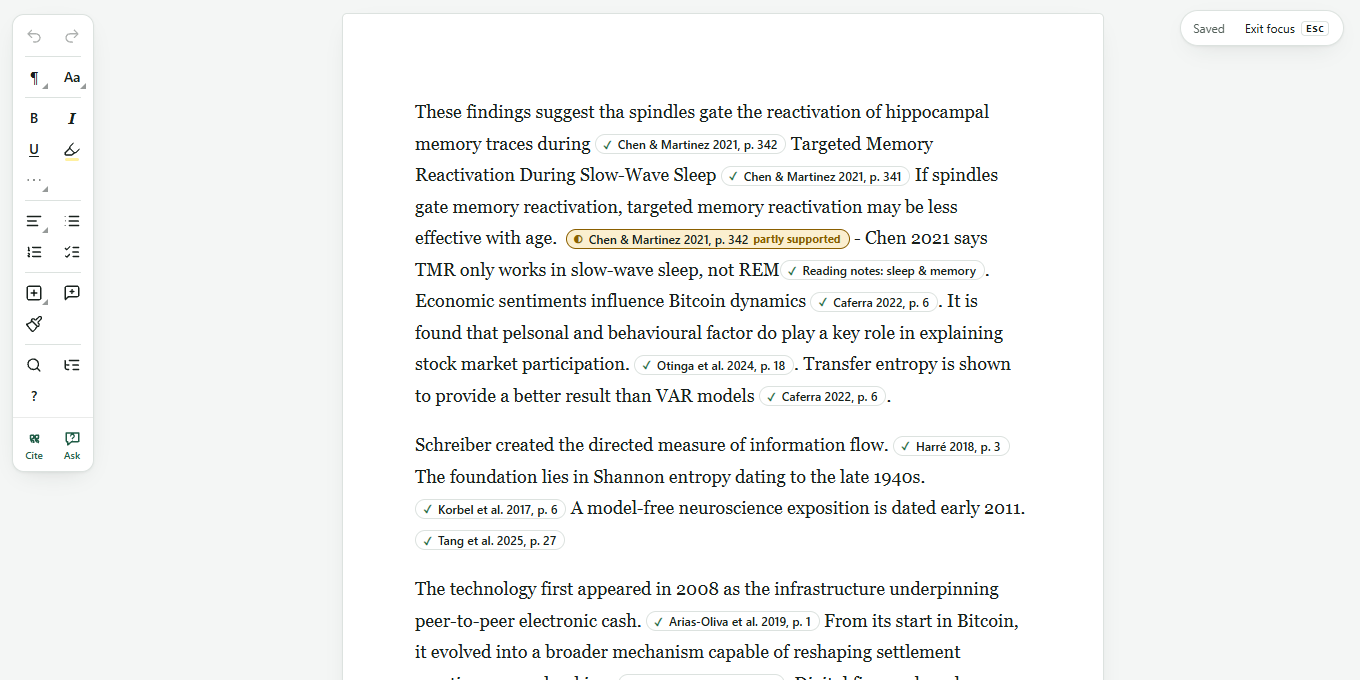 Saved Exit focus Esc
¶ Aa
B I
U
...
?
Cite Ask
These findings suggest tha spindles gate the reactivation of hippocampal
memory traces during ✓ Chen & Martinez 2021, p. 342 Targeted Memory
Reactivation During Slow-Wave Sleep ✓ Chen & Martinez 2021, p. 341 If spindles
gate memory reactivation, targeted memory reactivation may be less
effective with age. Chen & Martinez 2021, p. 342 partly supported - Chen 2021 says
TMR only works in slow-wave sleep, not REM ✓ Reading notes: sleep & memory .
Economic sentiments influence Bitcoin dynamics ✓ Caferra 2022, p. 6 . It is
found that pelsonal and behavioural factor do play a key role in explaining
stock market participation. ✓ Otinga et al. 2024, p. 18 . Transfer entropy is shown
to provide a better result than VAR models ✓ Caferra 2022, p. 6 .
Schreiber created the directed measure of information flow. ✓ Harré 2018, p. 3
The foundation lies in Shannon entropy dating to the late 1940s.
✓ Korbel et al. 2017, p. 6 A model-free neuroscience exposition is dated early 2011.
✓ Tang et al. 2025, p. 27
The technology first appeared in 2008 as the infrastructure underpinning
peer-to-peer electronic cash. ✓ Arias-Oliva et al. 2019, p. 1 From its start in Bitcoin,
it evolved into a broader mechanism capable of reshaping settlement